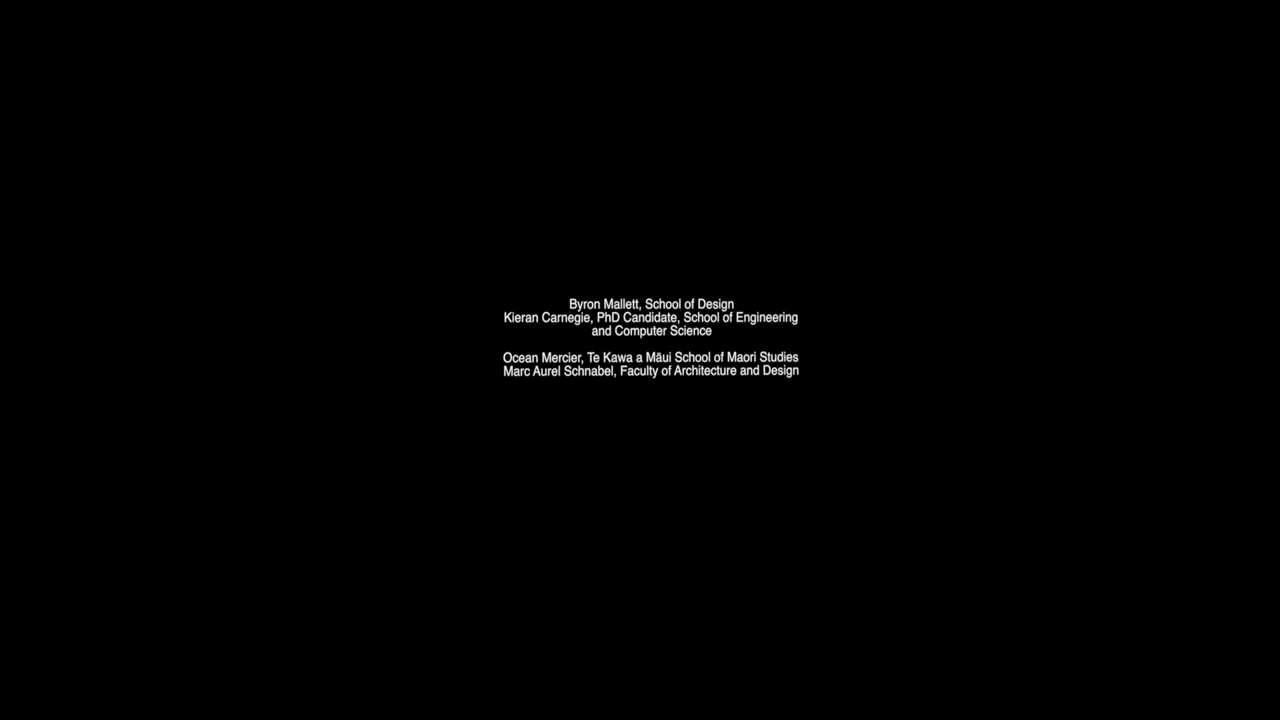 Byron Mallett, School of Design
Kieran Carnegie, PhD Candidate, School of Engineering
and Computer Science
Ocean Mercier, Te Kawa a Māui School of Maori Studies
Marc Aurel Schnabel, Faculty of Architecture and Design